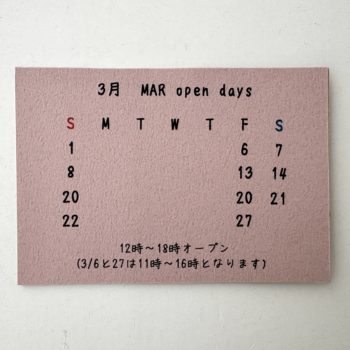 3月 MAR open days
S M T W T F S
1 6 7
8 13 14
20 20 21
22 27
12時～18時オープン
(3/6と27は11時～16時となります)